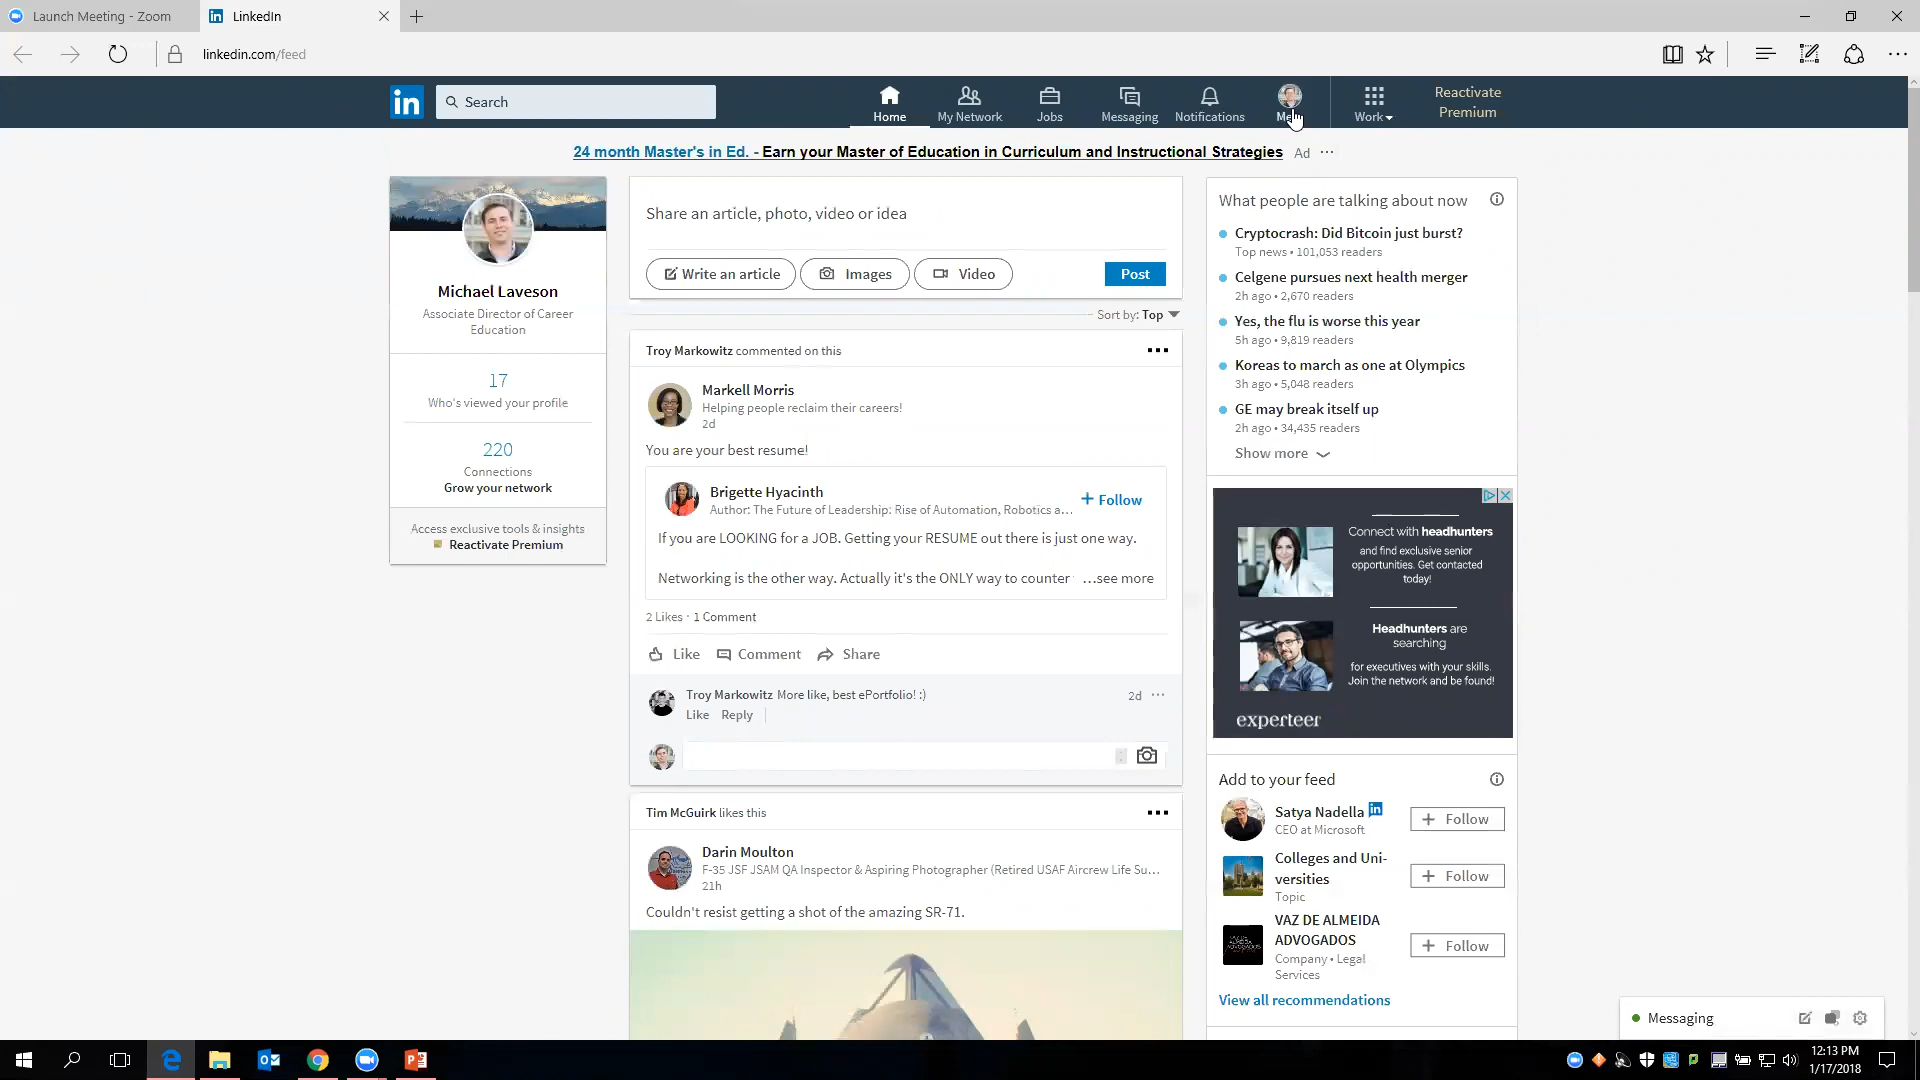 Launch Meeting - Zoom
LinkedIn
linkedin.com/feed
in
Search
Home
My Network
Jobs
Messaging
Notifications
Work
Reactivate
Premium
24 month Master's in Ed. - Earn your Master of Education in Curriculum and Instructional Strategies
Ad
Michael Laveson
Associate Director of Career
Education
17
Who's viewed your profile
220
Connections
Grow your network
Access exclusive tools & insights
Reactivate Premium
Share an article, photo, video or idea
Write an article
Images
Video
Post
Sort by: Top
Troy Markowitz commented on this
Markell Morris
Helping people reclaim their careers!
2d
You are your best resume!
Brigette Hyacinth
Author: The Future of Leadership: Rise of Automation, Robotics a...
+ Follow
If you are LOOKING for a JOB. Getting your RESUME out there is just one way.
Networking is the other way. Actually it's the ONLY way to counter ...see more
2 Likes · 1 Comment
Like
Comment
Share
Troy Markowitz More like, best ePortfolio! :)
2d
Like Reply
Tim McGuirk likes this
Darin Moulton
F-35 JSF JSAM QA Inspector & Aspiring Photographer (Retired USAF Aircrew Life Su...
21h
Couldn't resist getting a shot of the amazing SR-71.
What people are talking about now
Cryptocrash: Did Bitcoin just burst?
Top news • 101,053 readers
Celgene pursues next health merger
2h ago • 2,670 readers
Yes, the flu is worse this year
5h ago • 9,819 readers
Koreas to march as one at Olympics
3h ago • 5,048 readers
GE may break itself up
2h ago • 34,435 readers
Show more
Connect with headhunters
and find exclusive senior
opportunities. Get contacted
today!
Headhunters are
searching
for executives with your skills.
Join the network and be found!
experteer
Add to your feed
Satya Nadella in
CEO at Microsoft
+ Follow
Colleges and Uni-
versities
Topic
+ Follow
VAZ DE ALMEIDA
ADVOGADOS
Company • Legal
Services
+ Follow
View all recommendations
Messaging
12:13 PM
1/17/2018